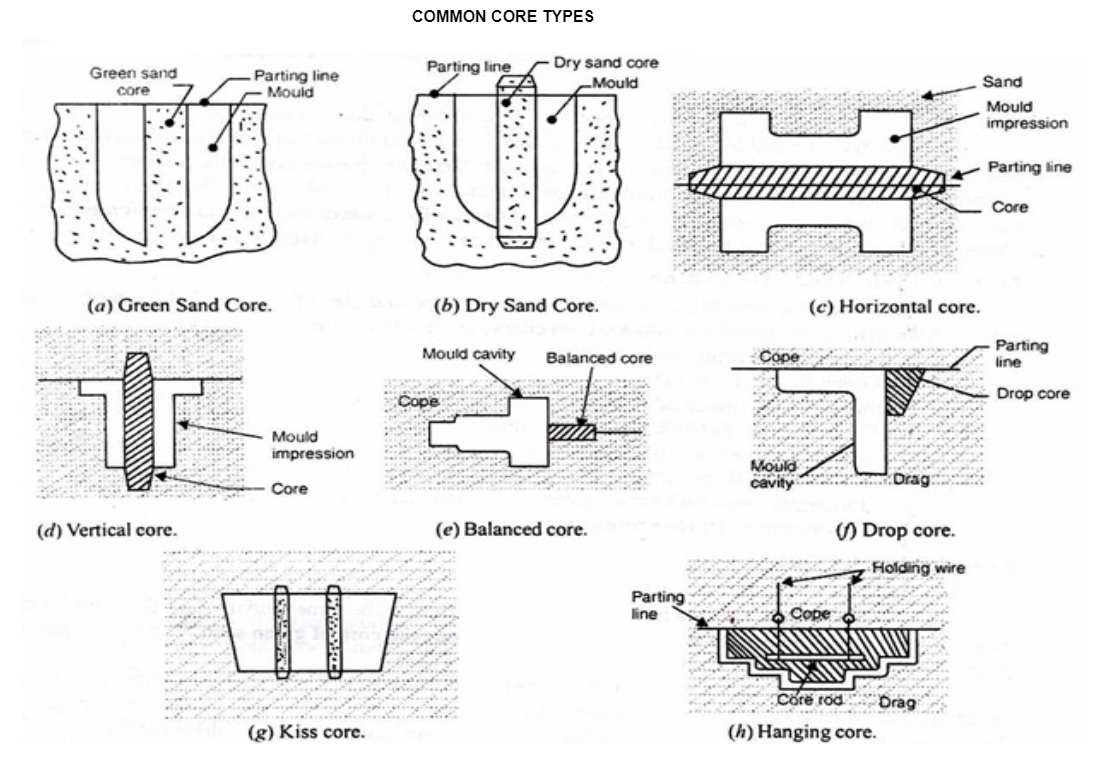 COMMON CORE TYPES
Green sand
core
Parting line
Mould
(a) Green Sand Core.
Parting line
Dry sand core
Mould
(b) Dry Sand Core.
Sand
Mould
impression
Parting line
Core
(c) Horizontal core.
Mould
impression
Core
(d) Vertical core.
Mould cavity
Balanced core
Cope
(e) Balanced core.
Cope
Parting
line
Drop core
Mould
cavity
Drag
(f) Drop core.
(g) Kiss core.
Holding wire
Parting
line
Cope
Core rod
Drag
(h) Hanging core.